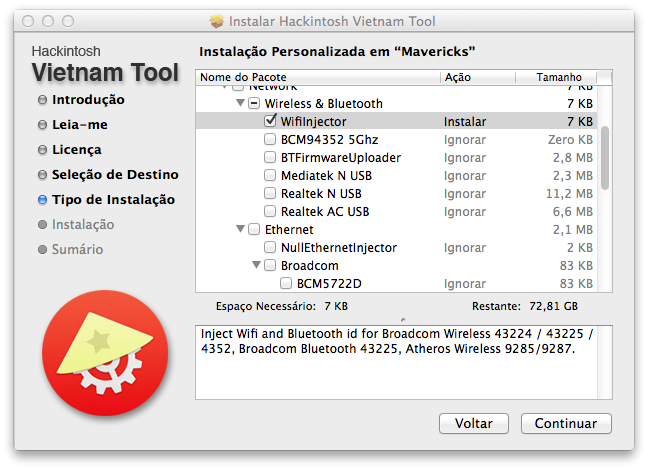 Instalar Hackintosh Vietnam Tool
Hackintosh
Vietnam Tool
Introdução
Leia-me
Licença
Seleção de Destino
Tipo de Instalação
Instalação
Sumário
Instalação Personalizada em “Mavericks”
Nome do Pacote Ação Tamanho
Network 7 KB
Wireless & Bluetooth 7 KB
WifiInjector Instalar 7 KB
BCM94352 5Ghz Ignorar Zero KB
BTFirmwareUploader Ignorar 2,8 MB
Mediatek N USB Ignorar 2,3 MB
Realtek N USB Ignorar 11,2 MB
Realtek AC USB Ignorar 6,6 MB
Ethernet 2,1 MB
NullEthernetInjector Ignorar 2 KB
Broadcom 83 KB
BCM5722D Ignorar 83 KB
Espaço Necessário: 7 KB Restante: 72,81 GB
Inject Wifi and Bluetooth id for Broadcom Wireless 43224 / 43225 /
4352, Broadcom Bluetooth 43225, Atheros Wireless 9285/9287.
Voltar Continuar